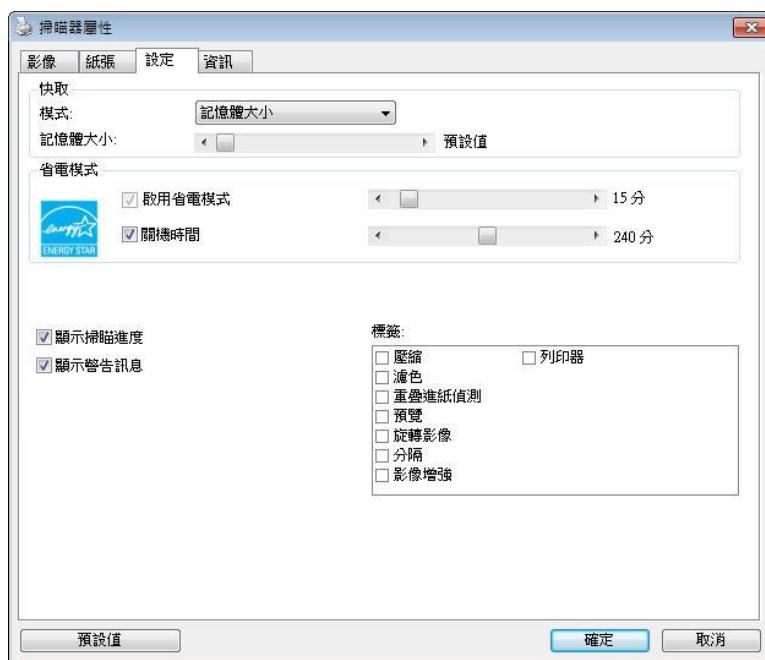 掃瞄器屬性
影像 紙張 設定 資訊
快取
模式: 記憶體大小
記憶體大小: 預設值
省電模式
啟用省電模式 15 分
energy
ENERGY STAR
關機時間 240 分
顯示掃瞄進度
顯示警告訊息
標籤:
壓縮 列印器
濾色
重疊進紙偵測
預覽
旋轉影像
分隔
影像增強
預設值 確定 取消